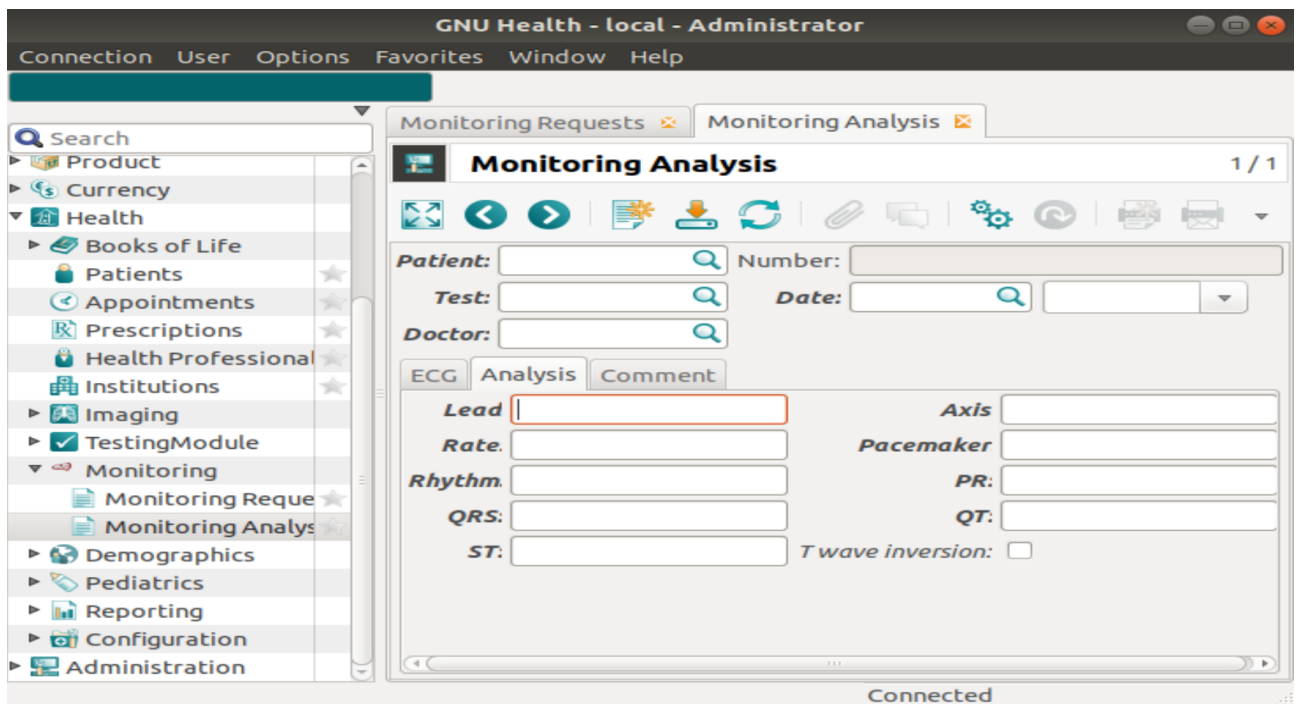 GNU Health - local - Administrator
Connection User Options Favorites Window Help
Search
Product
Currency
Health
Books of Life
Patients
Appointments
Prescriptions
Health Professional
Institutions
Imaging
TestingModule
Monitoring
Monitoring Reque
Monitoring Analys
Demographics
Pediatrics
Reporting
Configuration
Administration
Monitoring Requests Monitoring Analysis
Monitoring Analysis 1 / 1
Patient: Number:
Test: Date:
Doctor:
ECG Analysis Comment
Lead Axis
Rate. Pacemaker
Rhythm. PR:
QRS: QT:
ST: T wave inversion:
Connected